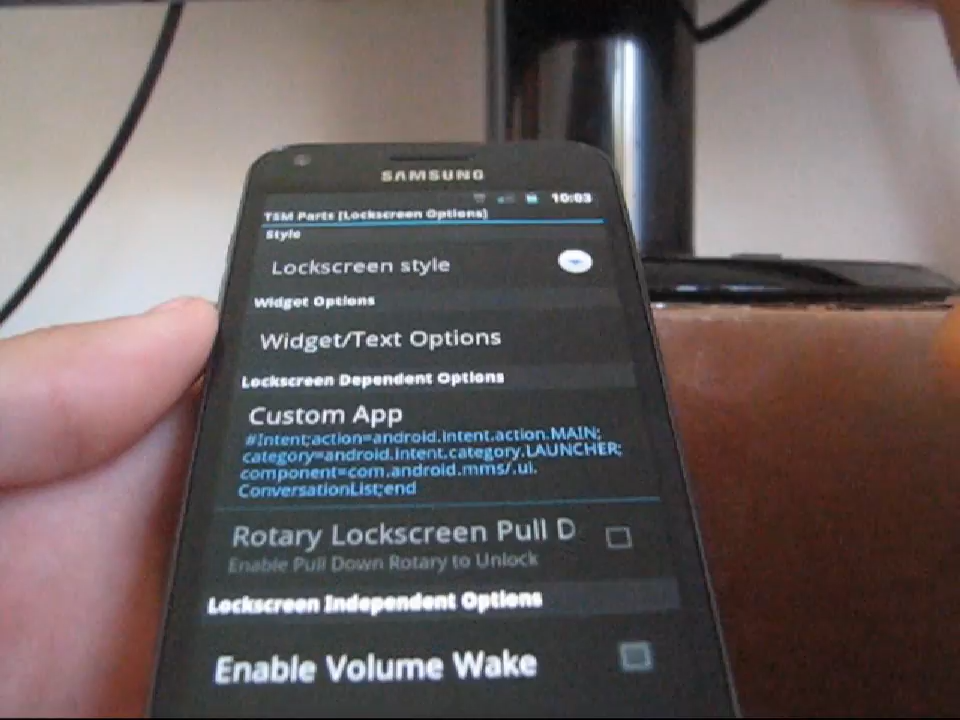 SAMSUNG
10:03
TSM Parts [Lockscreen Options]
Style
Lockscreen style
Widget Options
Widget/Text Options
Lockscreen Dependent Options
Custom App
#Intent;action=android.intent.action.MAIN;
category=android.intent.category.LAUNCHER;
component=com.android.mms/.ui.
ConversationList;end
Rotary Lockscreen Pull D
Enable Pull Down Rotary to Unlock
Lockscreen Independent Options
Enable Volume Wake